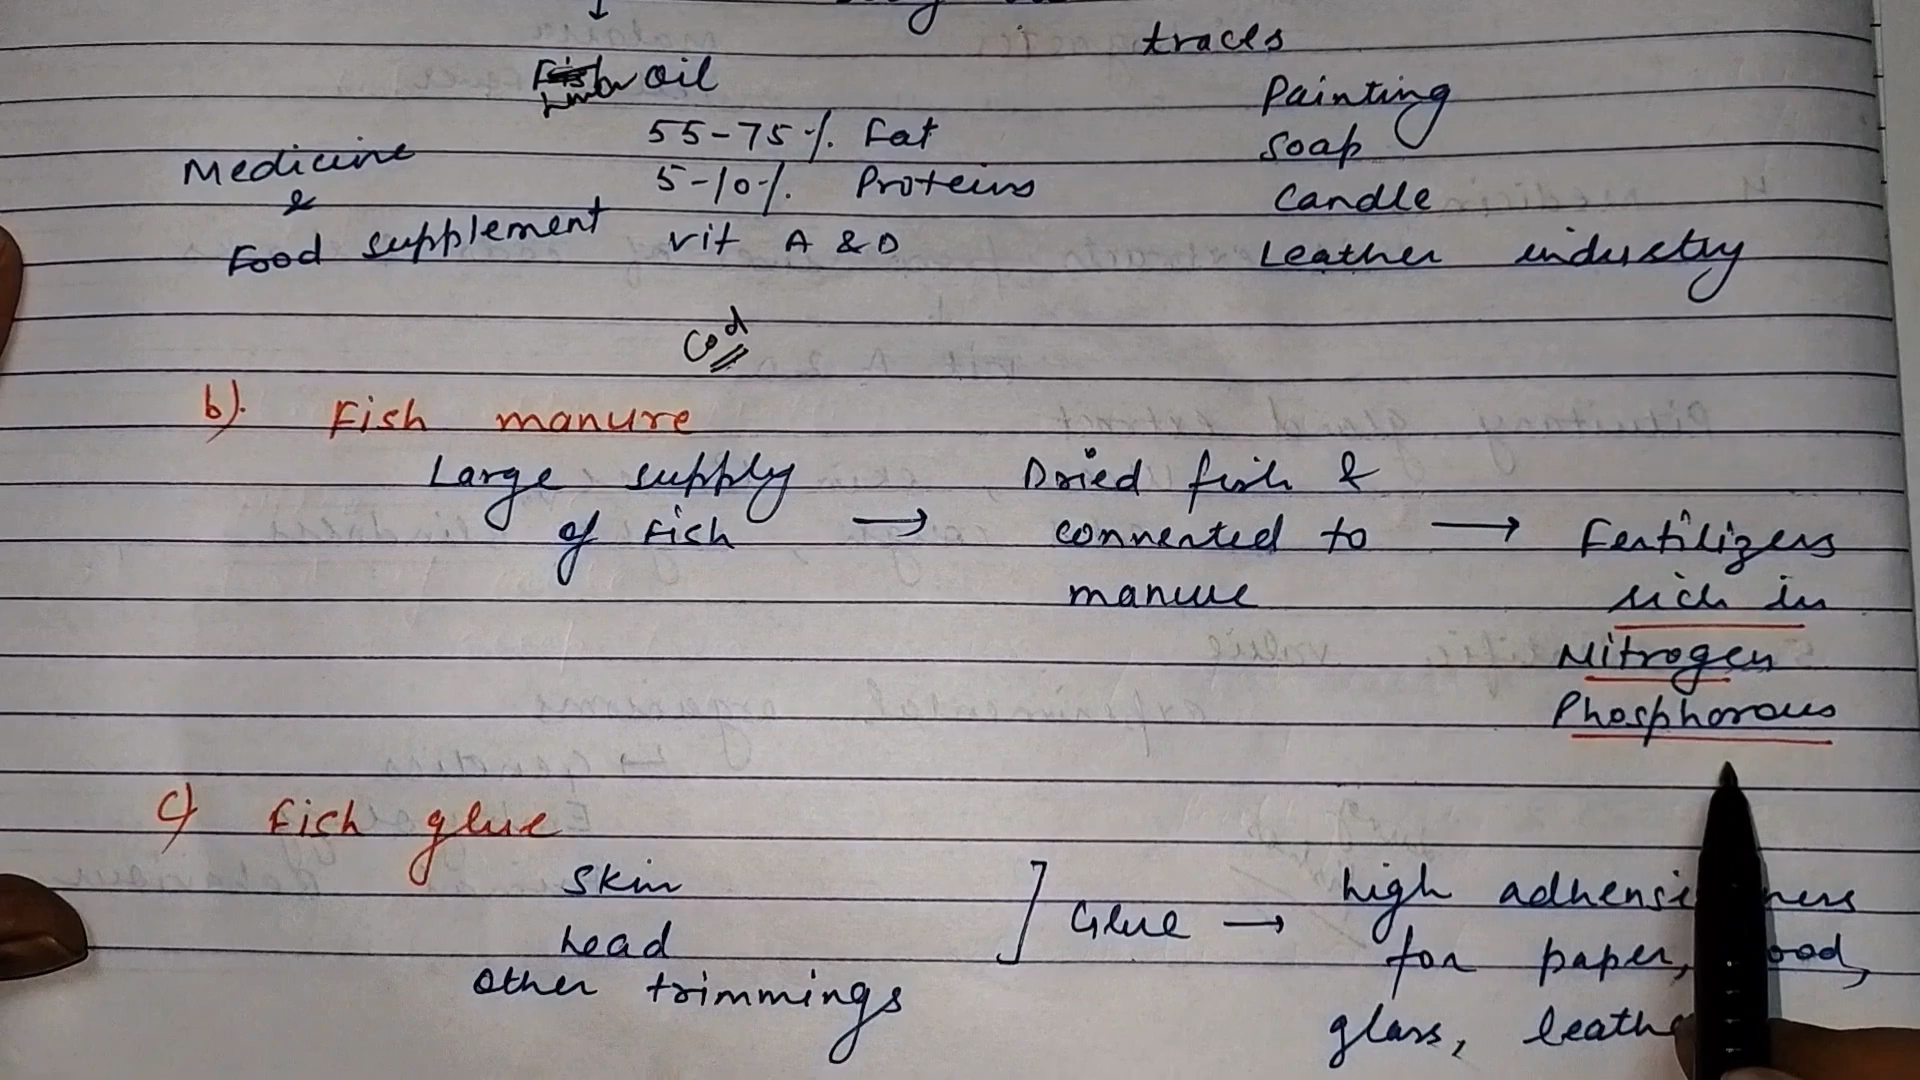 traces
Liver oil
Painting
55-75% Fat
Soap
Medicine
5-10% Proteins
&
Candle
Food supplement
vit A & D
Leather industry
Cod
b). Fish manure
Large supply
of Fish →
Dried fish &
connented to →
manure
Fertilizers
rich in
Nitrogen
Phosphorous
c) Fish glue
Skin
head
other trimmings
] Glue →
high
for paper,
glass,